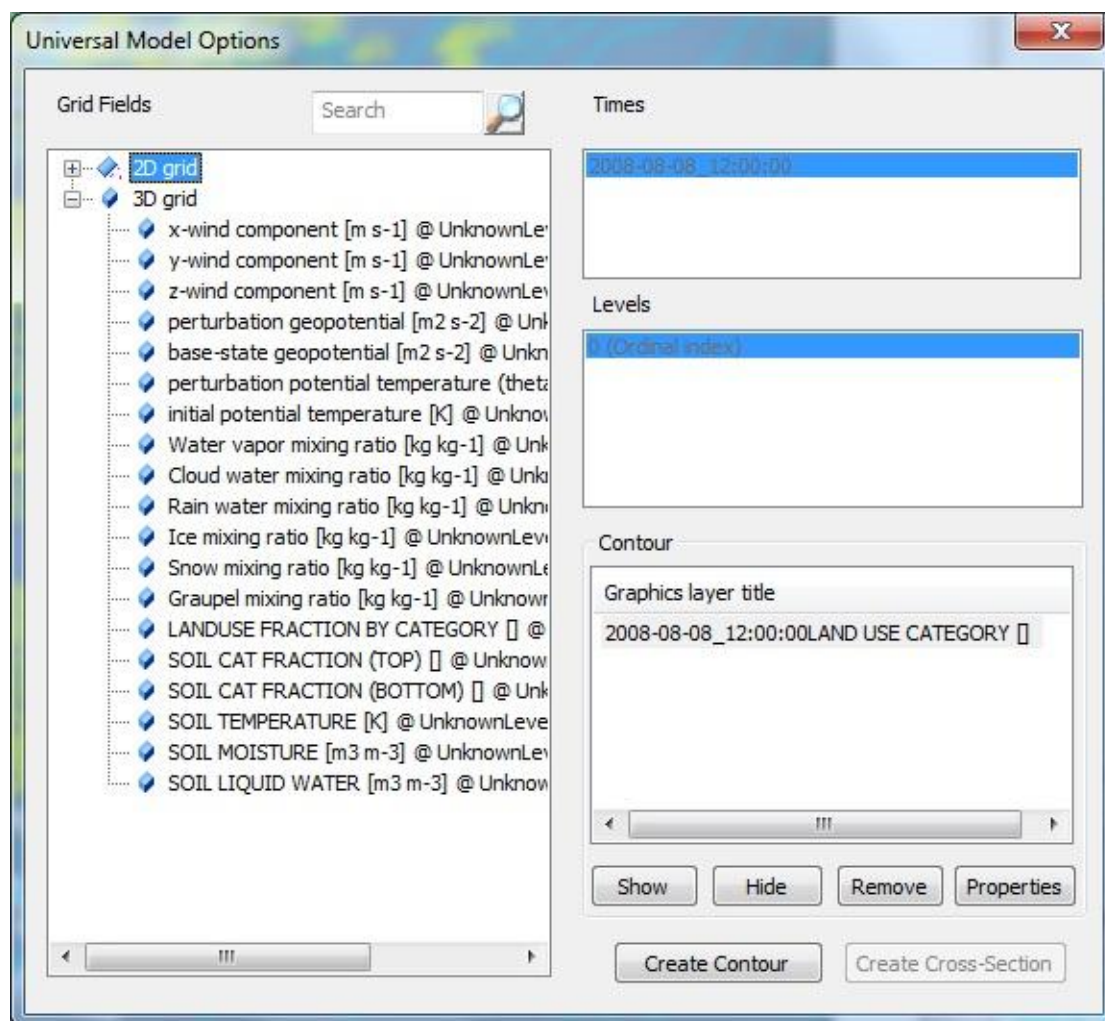 Universal Model Options
Grid Fields
Search
2D grid
3D grid
x-wind component [m s-1] @ UnknownLe
y-wind component [m s-1] @ UnknownLe
z-wind component [m s-1] @ UnknownLe
perturbation geopotential [m2 s-2] @ Unk
base-state geopotential [m2 s-2] @ Unkn
perturbation potential temperature (theta
initial potential temperature [K] @ Unkno
Water vapor mixing ratio [kg kg-1] @ Unk
Cloud water mixing ratio [kg kg-1] @ Unk
Rain water mixing ratio [kg kg-1] @ Unkn
Ice mixing ratio [kg kg-1] @ UnknownLev
Snow mixing ratio [kg kg-1] @ UnknownLe
Graupel mixing ratio [kg kg-1] @ Unknown
LANDUSE FRACTION BY CATEGORY [] @
SOIL CAT FRACTION (TOP) [] @ Unknow
SOIL CAT FRACTION (BOTTOM) [] @ Unk
SOIL TEMPERATURE [K] @ UnknownLeve
SOIL MOISTURE [m3 m-3] @ UnknownLe
SOIL LIQUID WATER [m3 m-3] @ Unknow
Times
2008-08-08_12:00:00
Levels
0 (Ordinal index)
Contour
Graphics layer title
2008-08-08_12:00:00LAND USE CATEGORY []
Show Hide Remove Properties
Create Contour Create Cross-Section